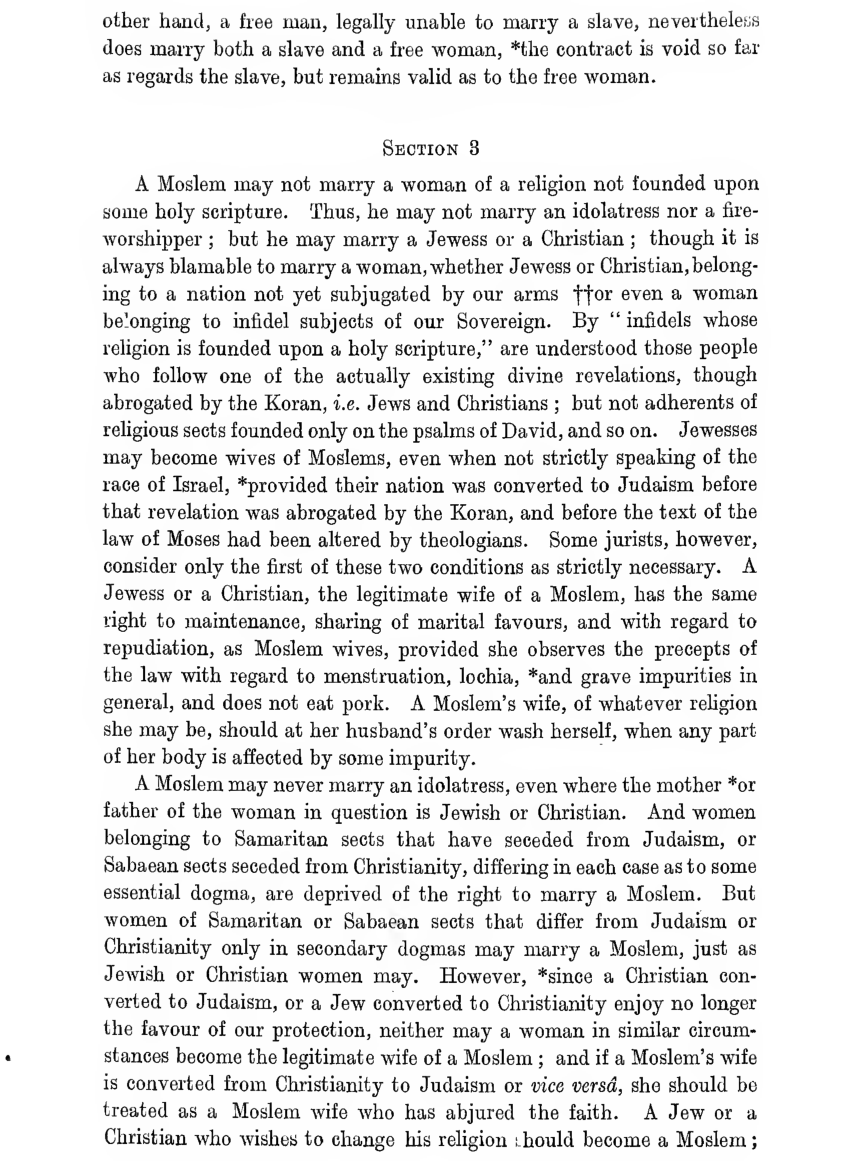 other hand, a free man, legally unable to marry a slave, nevertheless
does marry both a slave and a free woman, *the contract is void so far
as regards the slave, but remains valid as to the free woman.
SECTION 3
A Moslem may not marry a woman of a religion not founded upon
some holy scripture. Thus, he may not marry an idolatress nor a fire-
worshipper ; but he may marry a Jewess or a Christian ; though it is
always blamable to marry a woman, whether Jewess or Christian, belong-
ing to a nation not yet subjugated by our arms ††or even a woman
belonging to infidel subjects of our Sovereign. By “ infidels whose
religion is founded upon a holy scripture,” are understood those people
who follow one of the actually existing divine revelations, though
abrogated by the Koran, i.e. Jews and Christians ; but not adherents of
religious sects founded only on the psalms of David, and so on. Jewesses
may become wives of Moslems, even when not strictly speaking of the
race of Israel, *provided their nation was converted to Judaism before
that revelation was abrogated by the Koran, and before the text of the
law of Moses had been altered by theologians. Some jurists, however,
consider only the first of these two conditions as strictly necessary. A
Jewess or a Christian, the legitimate wife of a Moslem, has the same
right to maintenance, sharing of marital favours, and with regard to
repudiation, as Moslem wives, provided she observes the precepts of
the law with regard to menstruation, lochia, *and grave impurities in
general, and does not eat pork. A Moslem’s wife, of whatever religion
she may be, should at her husband’s order wash herself, when any part
of her body is affected by some impurity.
A Moslem may never marry an idolatress, even where the mother *or
father of the woman in question is Jewish or Christian. And women
belonging to Samaritan sects that have seceded from Judaism, or
Sabaean sects seceded from Christianity, differing in each case as to some
essential dogma, are deprived of the right to marry a Moslem. But
women of Samaritan or Sabaean sects that differ from Judaism or
Christianity only in secondary dogmas may marry a Moslem, just as
Jewish or Christian women may. However, *since a Christian con-
verted to Judaism, or a Jew converted to Christianity enjoy no longer
the favour of our protection, neither may a woman in similar circum-
stances become the legitimate wife of a Moslem ; and if a Moslem’s wife
is converted from Christianity to Judaism or vice versâ, she should be
treated as a Moslem wife who has abjured the faith. A Jew or a
Christian who wishes to change his religion should become a Moslem ;